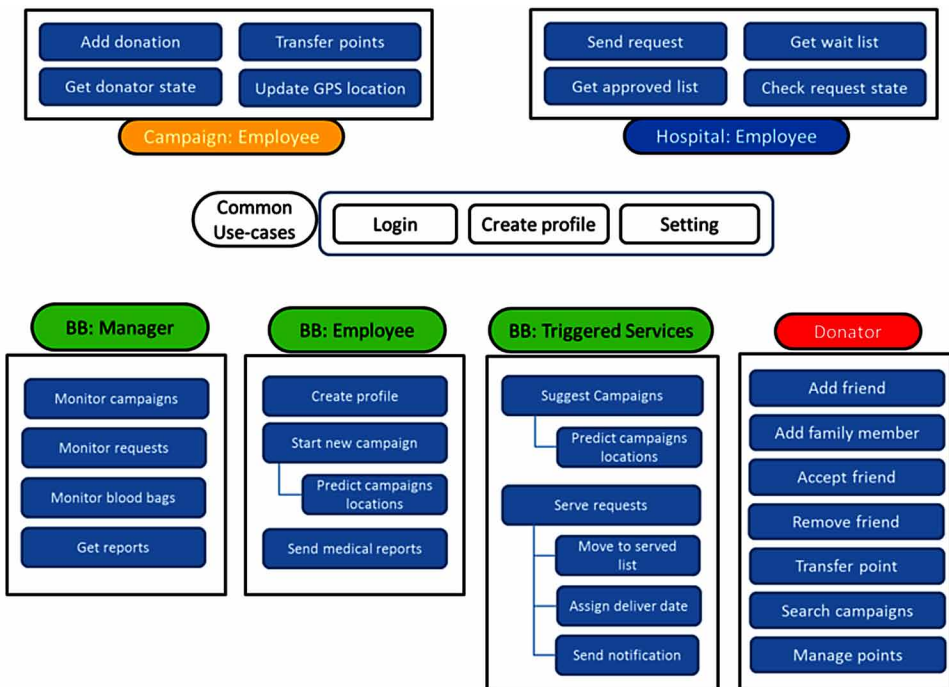 Add donation
Transfer points
Get donator state
Update GPS location
Campaign: Employee
Send request
Get wait list
Get approved list
Check request state
Hospital: Employee
Common
Use-cases
Login
Create profile
Setting
BB: Manager
Monitor campaigns
Monitor requests
Monitor blood bags
Get reports
BB: Employee
Create profile
Start new campaign
Predict campaigns
locations
Send medical reports
BB: Triggered Services
Suggest Campaigns
Predict campaigns
locations
Serve requests
Move to served
list
Assign deliver date
Send notification
Donator
Add friend
Add family member
Accept friend
Remove friend
Transfer point
Search campaigns
Manage points